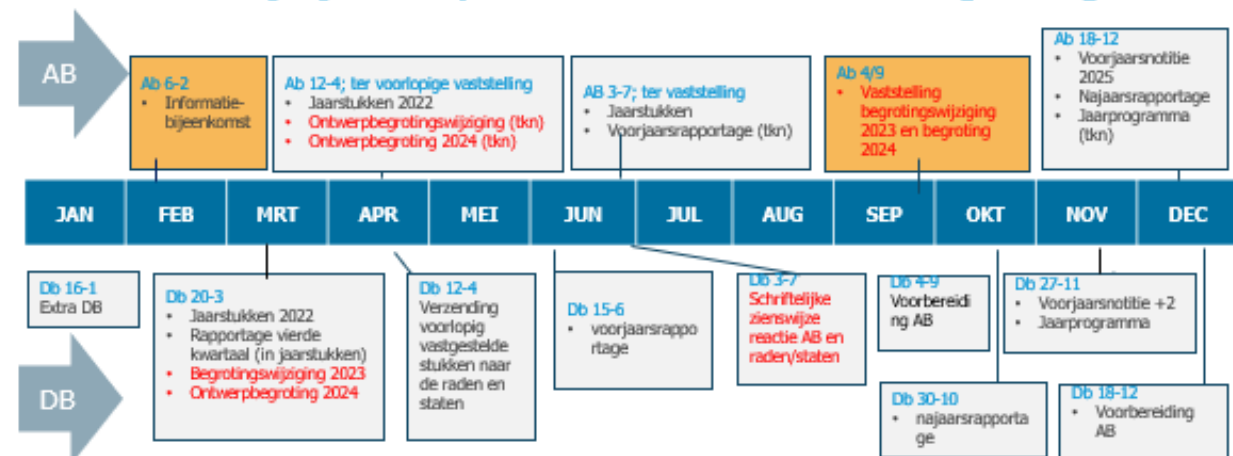 AB
Ab 6-2
• Informatie-
bijeenkomst
Ab 12-4; ter voorlopige vaststelling
• Jaarstukken 2022
• Ontwerpbegrotingswijziging (tkn)
• Ontwerpbegroting 2024 (tkn)
AB 3-7; ter vaststelling
• Jaarstukken
• Voorjaarsrapportage (tkn)
Ab 4/9
• Vaststelling
begrotingswijziging
2023 en begroting
2024
Ab 18-12
• Voorjaarsnotitie
2025
• Najaarsrapportage
• Jaarprogramma
(tkn)
JAN FEB MRT APR MEI JUN JUL AUG SEP OKT NOV DEC
DB
Db 16-1
Extra DB
Db 20-3
• Jaarstukken 2022
• Rapportage vierde
kwartaal (in jaarstukken)
• Begrotingswijziging 2023
• Ontwerpbegroting 2024
Db 12-4
Verzending
voorlopig
vastgestelde
stukken naar
de raden en
staten
Db 15-6
• voorjaarsrappo
rtage
Db 3-7
Schriftelijke
zienswijze
reactie AB en
raden/staten
Db 4-9
Voorbereidi
ng AB
Db 30-10
• najaarsrapporta
ge
Db 27-11
• Voorjaarsnotitie +2
• Jaarprogramma
Db 18-12
• Voorbereiding
AB